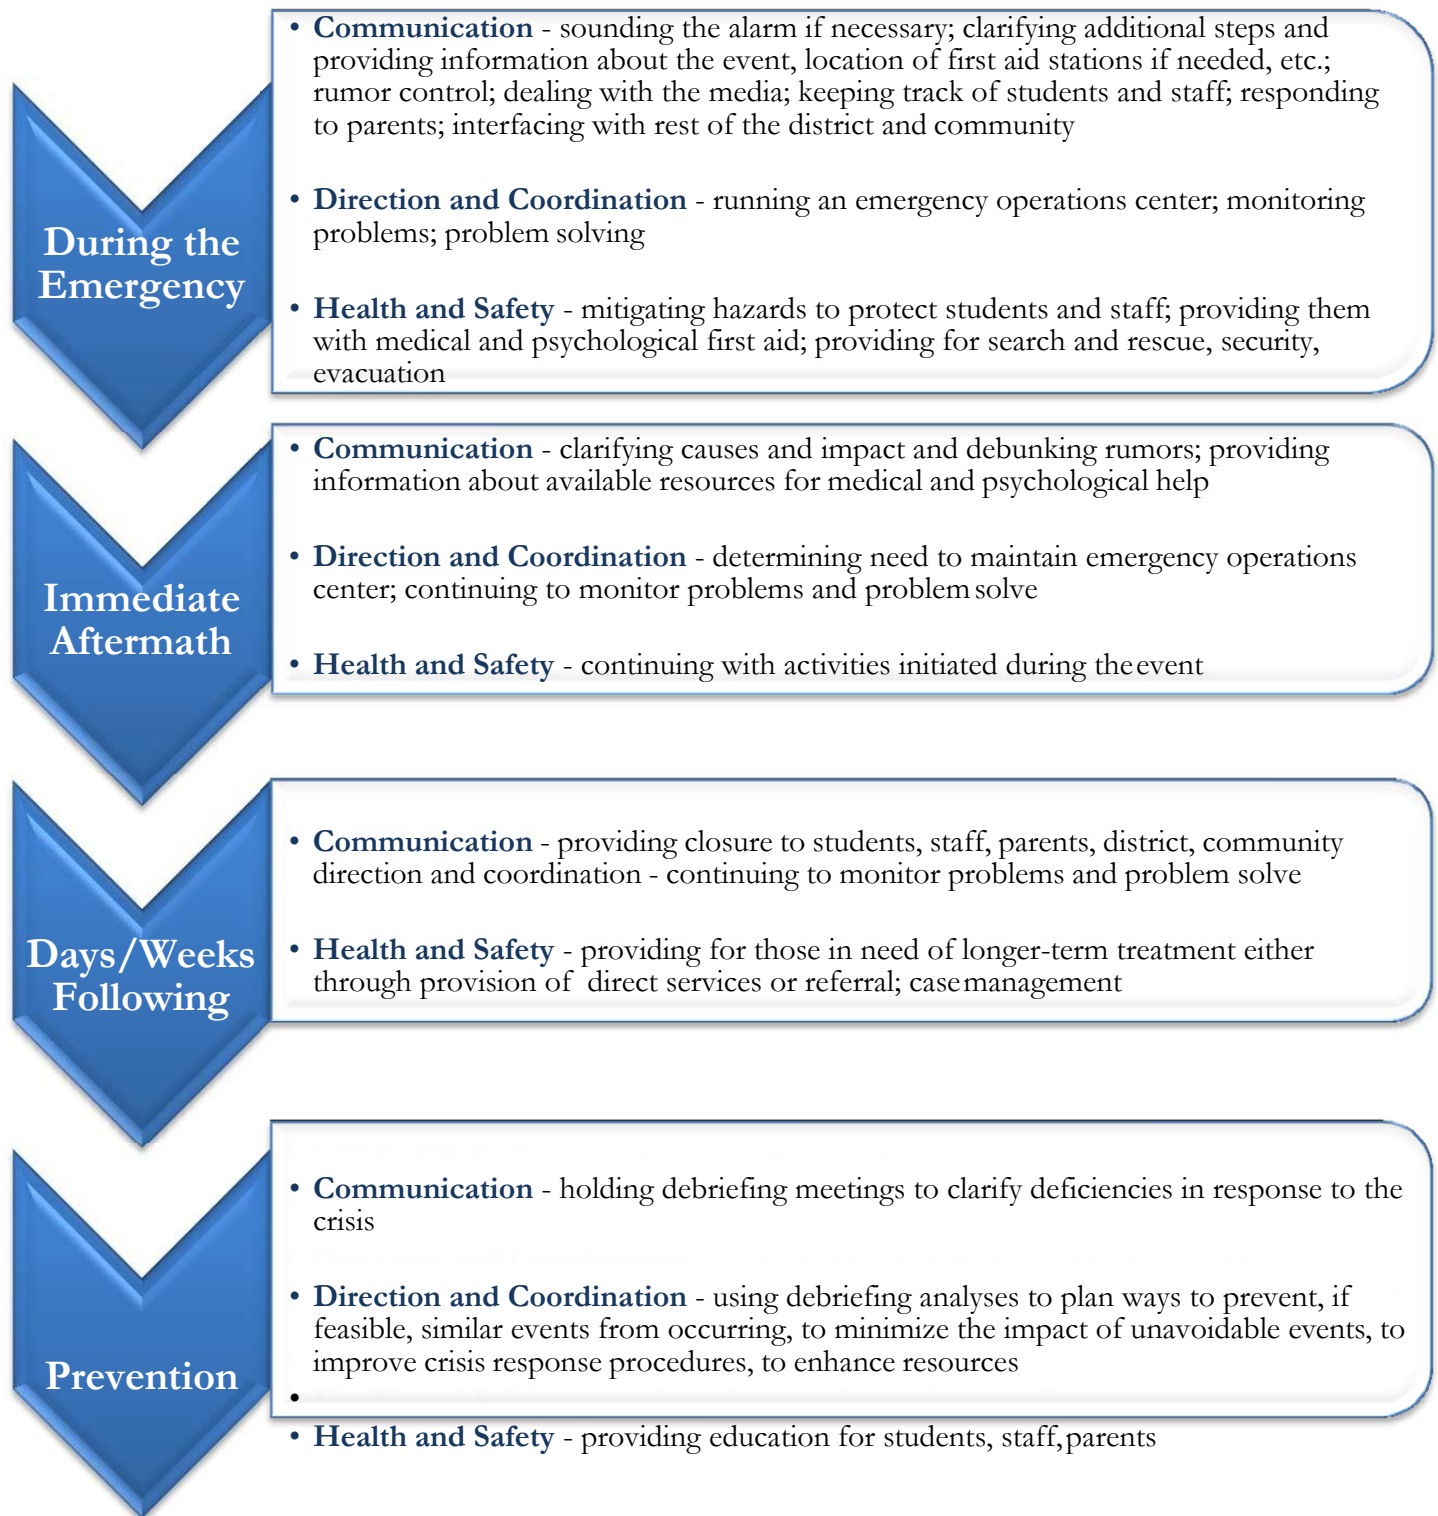 During the
Emergency
• Communication - sounding the alarm if necessary; clarifying additional steps and
providing information about the event, location of first aid stations if needed, etc.;
rumor control; dealing with the media; keeping track of students and staff; responding
to parents; interfacing with rest of the district and community
• Direction and Coordination - running an emergency operations center; monitoring
problems; problem solving
• Health and Safety - mitigating hazards to protect students and staff; providing them
with medical and psychological first aid; providing for search and rescue, security,
evacuation
Immediate
Aftermath
• Communication - clarifying causes and impact and debunking rumors; providing
information about available resources for medical and psychological help
• Direction and Coordination - determining need to maintain emergency operations
center; continuing to monitor problems and problem solve
• Health and Safety - continuing with activities initiated during the event
Days/Weeks
Following
• Communication - providing closure to students, staff, parents, district, community
direction and coordination - continuing to monitor problems and problem solve
• Health and Safety - providing for those in need of longer-term treatment either
through provision of direct services or referral; case management
Prevention
• Communication - holding debriefing meetings to clarify deficiencies in response to the
crisis
• Direction and Coordination - using debriefing analyses to plan ways to prevent, if
feasible, similar events from occurring, to minimize the impact of unavoidable events, to
improve crisis response procedures, to enhance resources
•
• Health and Safety - providing education for students, staff, parents